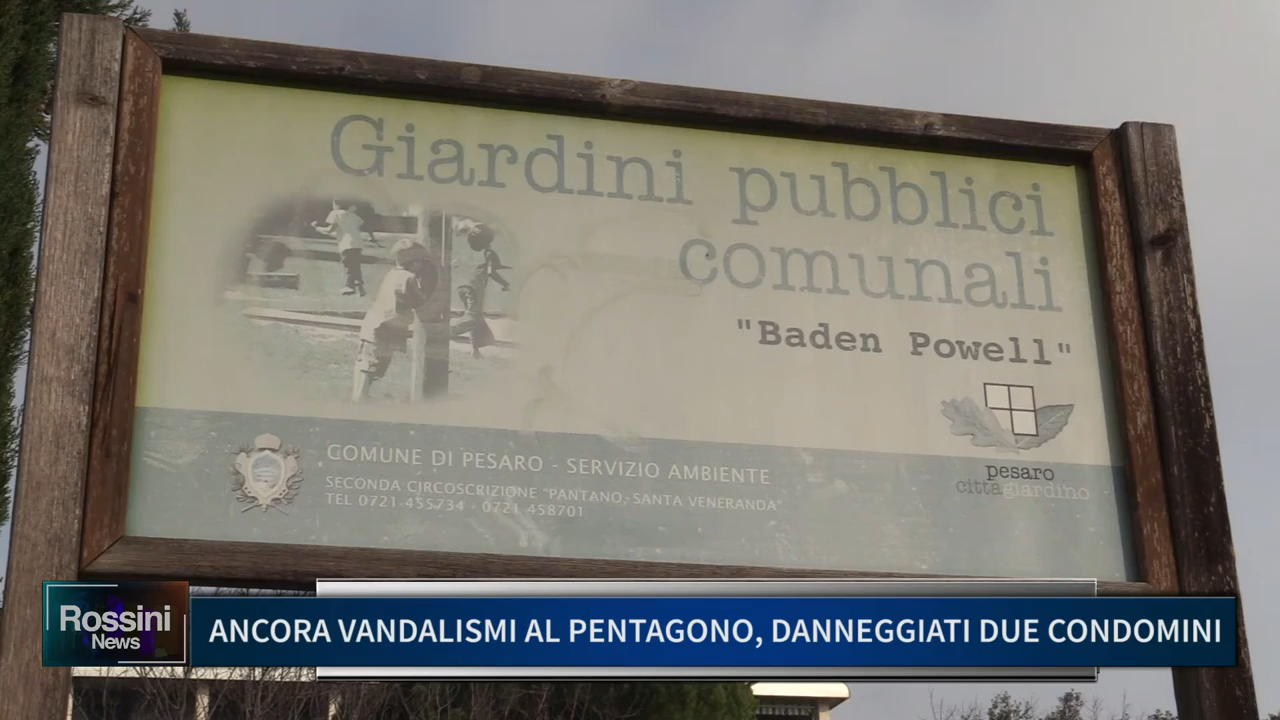 Giardini pubblici
comunali
"Baden Powell"
pesaro
cittàgiardino
COMUNE DI PESARO - SERVIZIO AMBIENTE
SECONDA CIRCOSCRIZIONE "PANTANO, SANTA VENERANDA"
TEL 0721 455734 - 0721 458701
Rossini
News
ANCORA VANDALISMI AL PENTAGONO, DANNEGGIATI DUE CONDOMINI